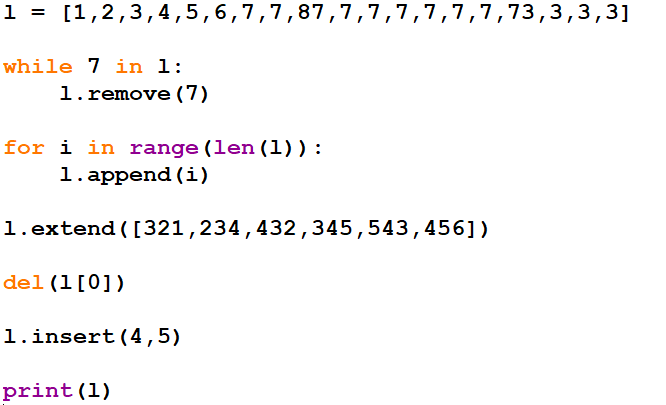 l = [1,2,3,4,5,6,7,7,87,7,7,7,7,7,7,73,3,3,3]
while 7 in l:
    l.remove(7)
for i in range(len(l)):
    l.append(i)
l.extend([321,234,432,345,543,456])
del(l[0])
l.insert(4,5)
print(l)